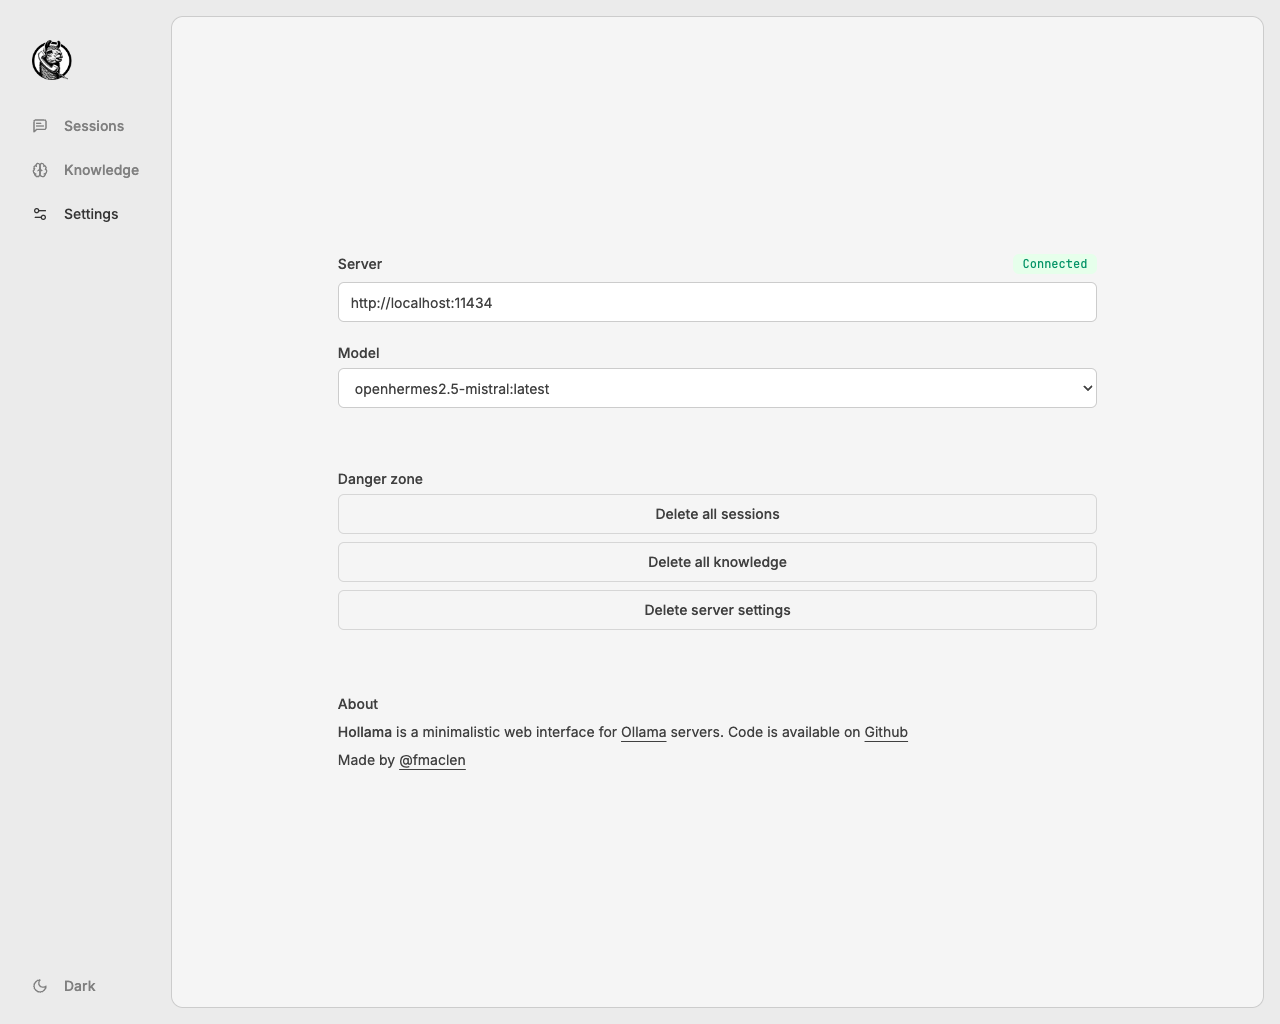 Sessions
Knowledge
Settings
Server
Connected
http://localhost:11434
Model
openhermes2.5-mistral:latest
Danger zone
Delete all sessions
Delete all knowledge
Delete server settings
About
Hollama is a minimalistic web interface for Ollama servers. Code is available on Github
Made by @fmaclen
Dark